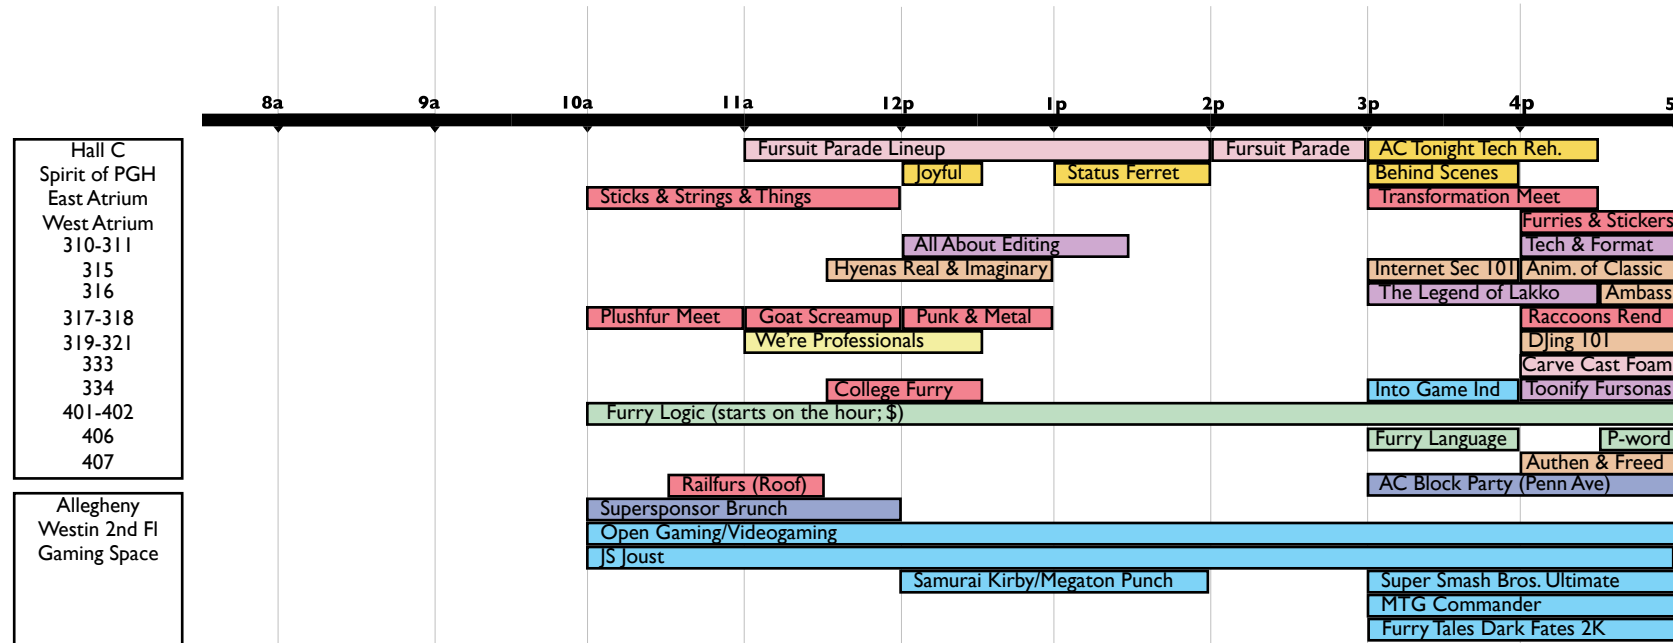 8a 9a 10a 11a 12p 1p 2p 3p 4p 5
Hall C Fursuit Parade Lineup Fursuit Parade AC Tonight Tech Reh.
Spirit of PGH Joyful Status Ferret Behind Scenes
East Atrium Sticks & Strings & Things Transformation Meet
West Atrium Furries & Stickers
310-311 All About Editing Tech & Format
315 Hyenas Real & Imaginary Internet Sec 101 Anim. of Classic
316 The Legend of Lakko Ambass
317-318 Plushfur Meet Goat Screamup Punk & Metal Raccoons Rend
319-321 We're Professionals DJing 101
333 Carve Cast Foam
334 College Furry Into Game Ind Toonify Fursonas
401-402 Furry Logic (starts on the hour; $)
406 Furry Language P-word
407 Authen & Freed
Railfurs (Roof) AC Block Party (Penn Ave)
Allegheny Supersponsor Brunch
Westin 2nd Fl Open Gaming/Videogaming
Gaming Space JS Joust
Samurai Kirby/Megaton Punch Super Smash Bros. Ultimate
MTG Commander
Furry Tales Dark Fates 2K